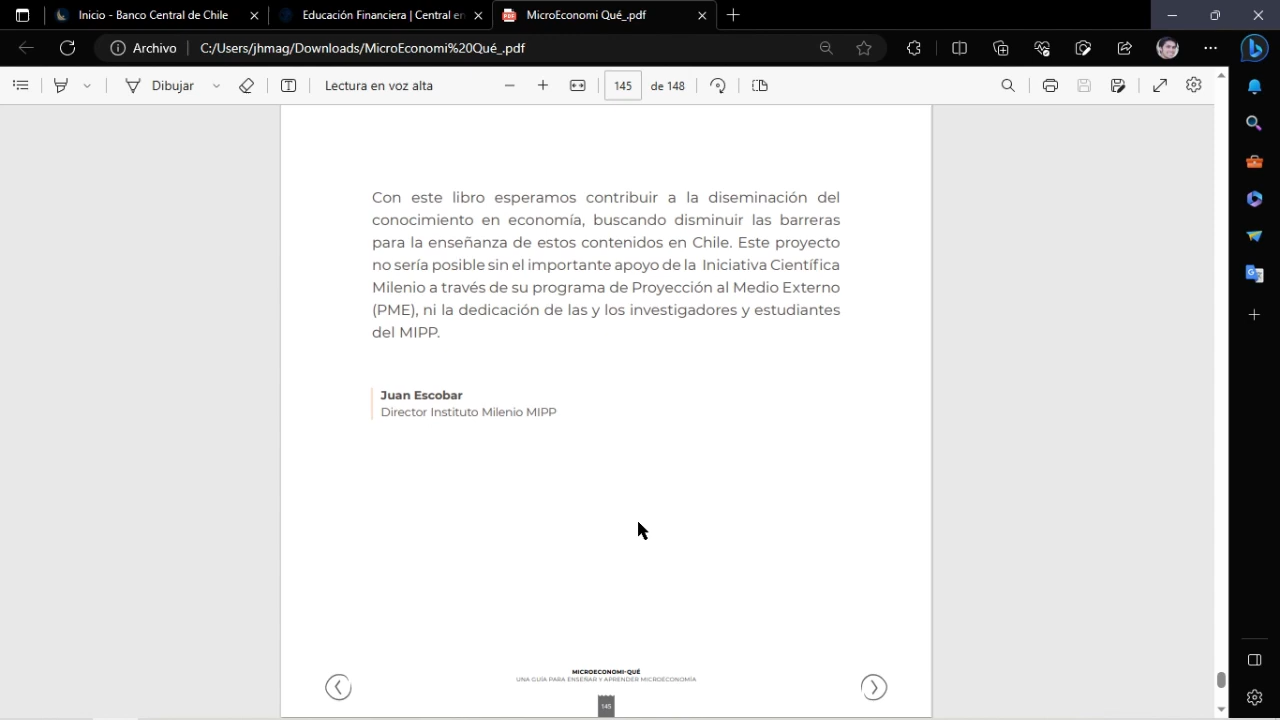 Inicio - Banco Central de Chile
Educación Financiera | Central en
MicroEconomi Qué_.pdf
Archivo
C:/Users/jhmag/Downloads/MicroEconomi%20Qué_.pdf
Dibujar
Lectura en voz alta
145
de 148
Con este libro esperamos contribuir a la diseminación del
conocimiento en economía, buscando disminuir las barreras
para la enseñanza de estos contenidos en Chile. Este proyecto
no sería posible sin el importante apoyo de la Iniciativa Científica
Milenio a través de su programa de Proyección al Medio Externo
(PME), ni la dedicación de las y los investigadores y estudiantes
del MIPP.
Juan Escobar
Director Instituto Milenio MIPP
MICROECONOMI-QUÉ
UNA GUÍA PARA ENSEÑAR Y APRENDER MICROECONOMÍA
145